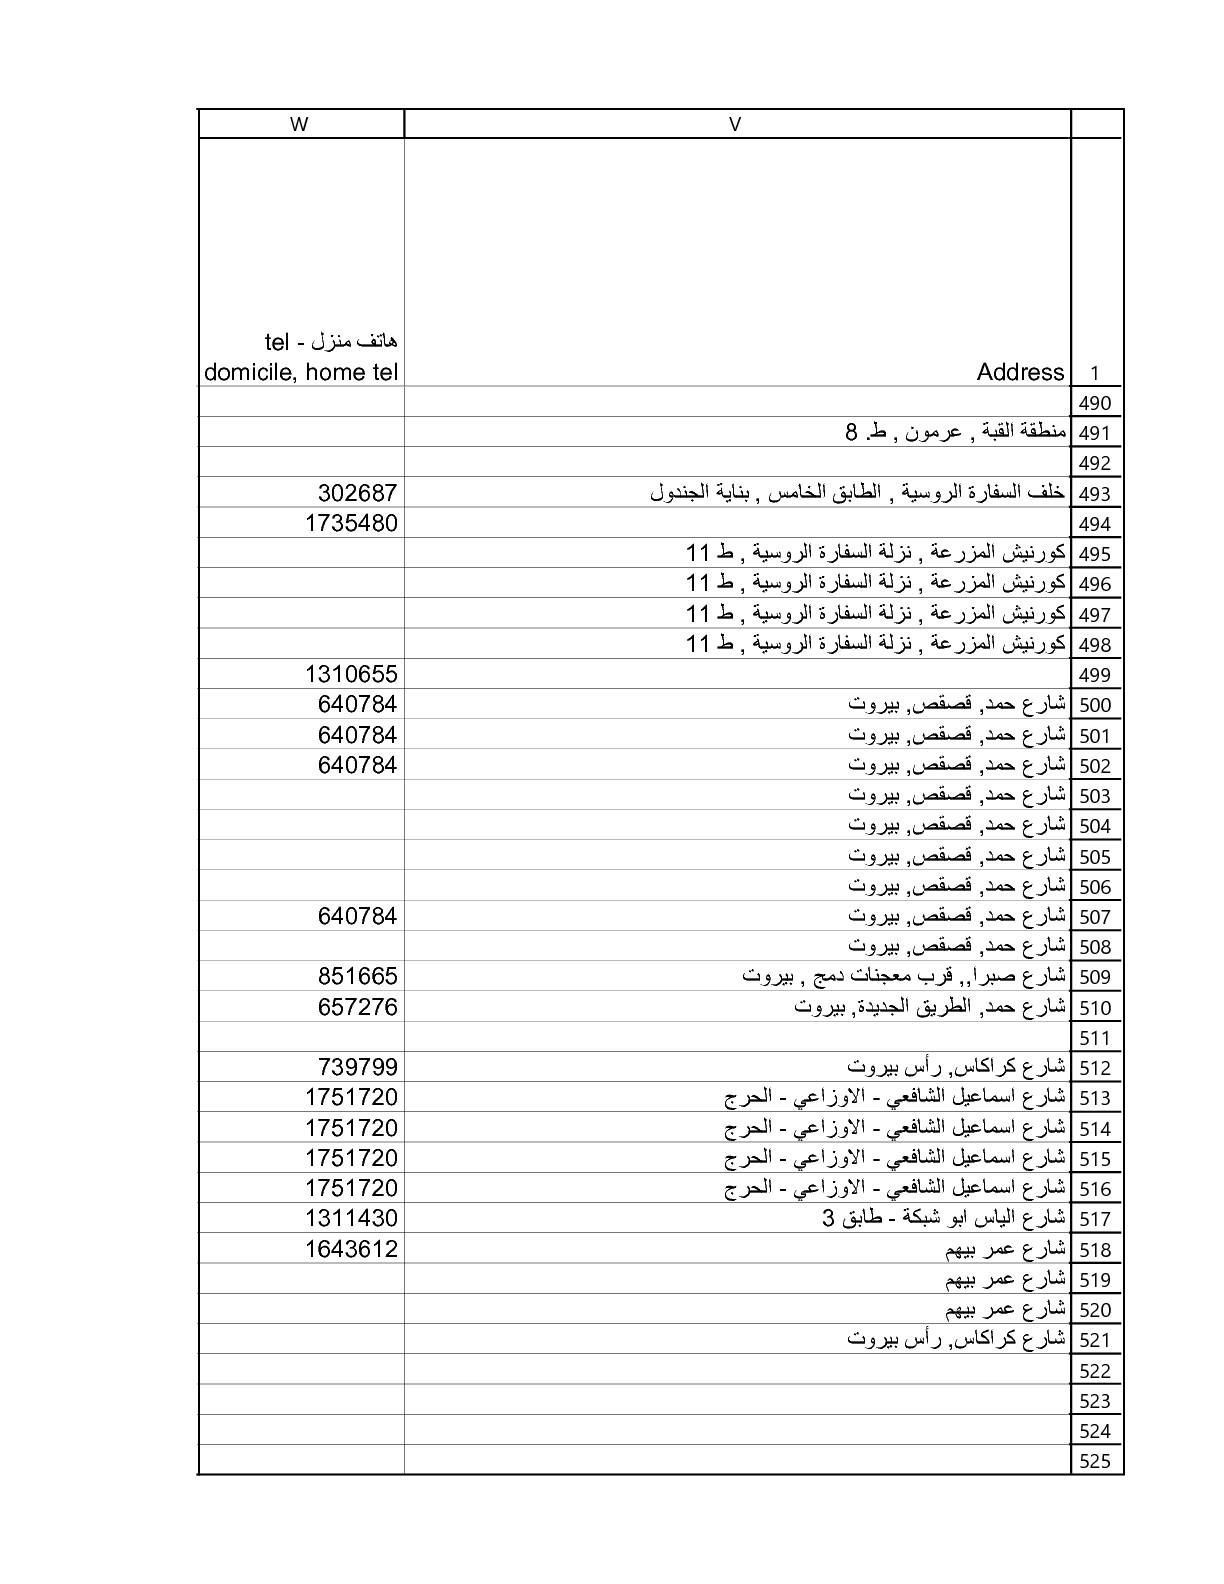 V W
1 Address هاتف منزل - tel
domicile, home tel
490
491 منطقة القبة , عرمون , ط. 8
492
493 خلف السفارة الروسية , الطابق الخامس , بناية الجندول 302687
494 1735480
495 كورنيش المزرعة , نزلة السفارة الروسية , ط 11
496 كورنيش المزرعة , نزلة السفارة الروسية , ط 11
497 كورنيش المزرعة , نزلة السفارة الروسية , ط 11
498 كورنيش المزرعة , نزلة السفارة الروسية , ط 11
499 1310655
500 شارع حمد, قصقص, بيروت 640784
501 شارع حمد, قصقص, بيروت 640784
502 شارع حمد, قصقص, بيروت 640784
503 شارع حمد, قصقص, بيروت
504 شارع حمد, قصقص, بيروت
505 شارع حمد, قصقص, بيروت
506 شارع حمد, قصقص, بيروت
507 شارع حمد, قصقص, بيروت 640784
508 شارع حمد, قصقص, بيروت
509 شارع صبرا,, قرب معجنات دمج , بيروت 851665
510 شارع حمد, الطريق الجديدة, بيروت 657276
511
512 شارع كراكاس, رأس بيروت 739799
513 شارع اسماعيل الشافعي - الاوزاعي - الحرج 1751720
514 شارع اسماعيل الشافعي - الاوزاعي - الحرج 1751720
515 شارع اسماعيل الشافعي - الاوزاعي - الحرج 1751720
516 شارع اسماعيل الشافعي - الاوزاعي - الحرج 1751720
517 شارع الياس ابو شبكة - طابق 3 1311430
518 شارع عمر بيهم 1643612
519 شارع عمر بيهم
520 شارع عمر بيهم
521 شارع كراكاس, رأس بيروت
522
523
524
525